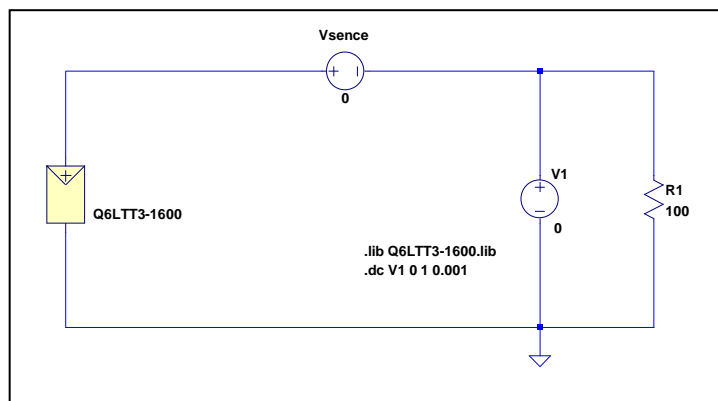 Vsence
0
Q6LTT3-1600
V1
0
R1
100
.lib Q6LTT3-1600.lib
.dc V1 0 1 0.001